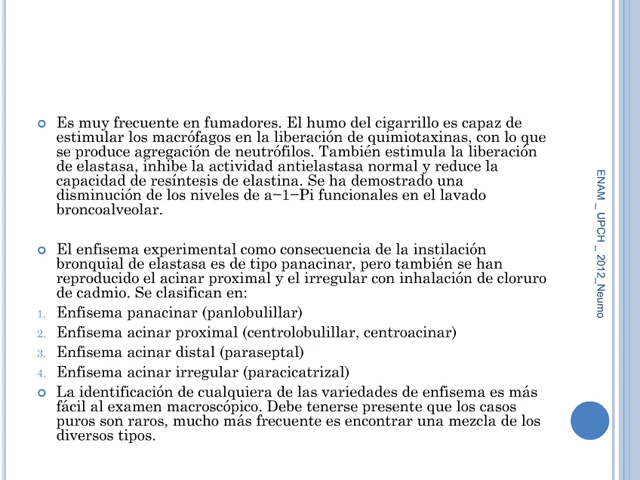 Es muy frecuente en fumadores. El humo del cigarrillo es capaz de
estimular los macrófagos en la liberación de quimiotaxinas, con lo que
se produce agregación de neutrófilos. También estimula la liberación
de elastasa, inhibe la actividad antielastasa normal y reduce la
capacidad de resíntesis de elastina. Se ha demostrado una
disminución de los niveles de a−1−Pi funcionales en el lavado
broncoalveolar.
El enfisema experimental como consecuencia de la instilación
bronquial de elastasa es de tipo panacinar, pero también se han
reproducido el acinar proximal y el irregular con inhalación de cloruro
de cadmio. Se clasifican en:
1. Enfisema panacinar (panlobulillar)
2. Enfisema acinar proximal (centrolobulillar, centroacinar)
3. Enfisema acinar distal (paraseptal)
4. Enfisema acinar irregular (paracicatrizal)
La identificación de cualquiera de las variedades de enfisema es más
fácil al examen macroscópico. Debe tenerse presente que los casos
puros son raros, mucho más frecuente es encontrar una mezcla de los
diversos tipos.
ENAM _ UPCH _ 2012_Neumo